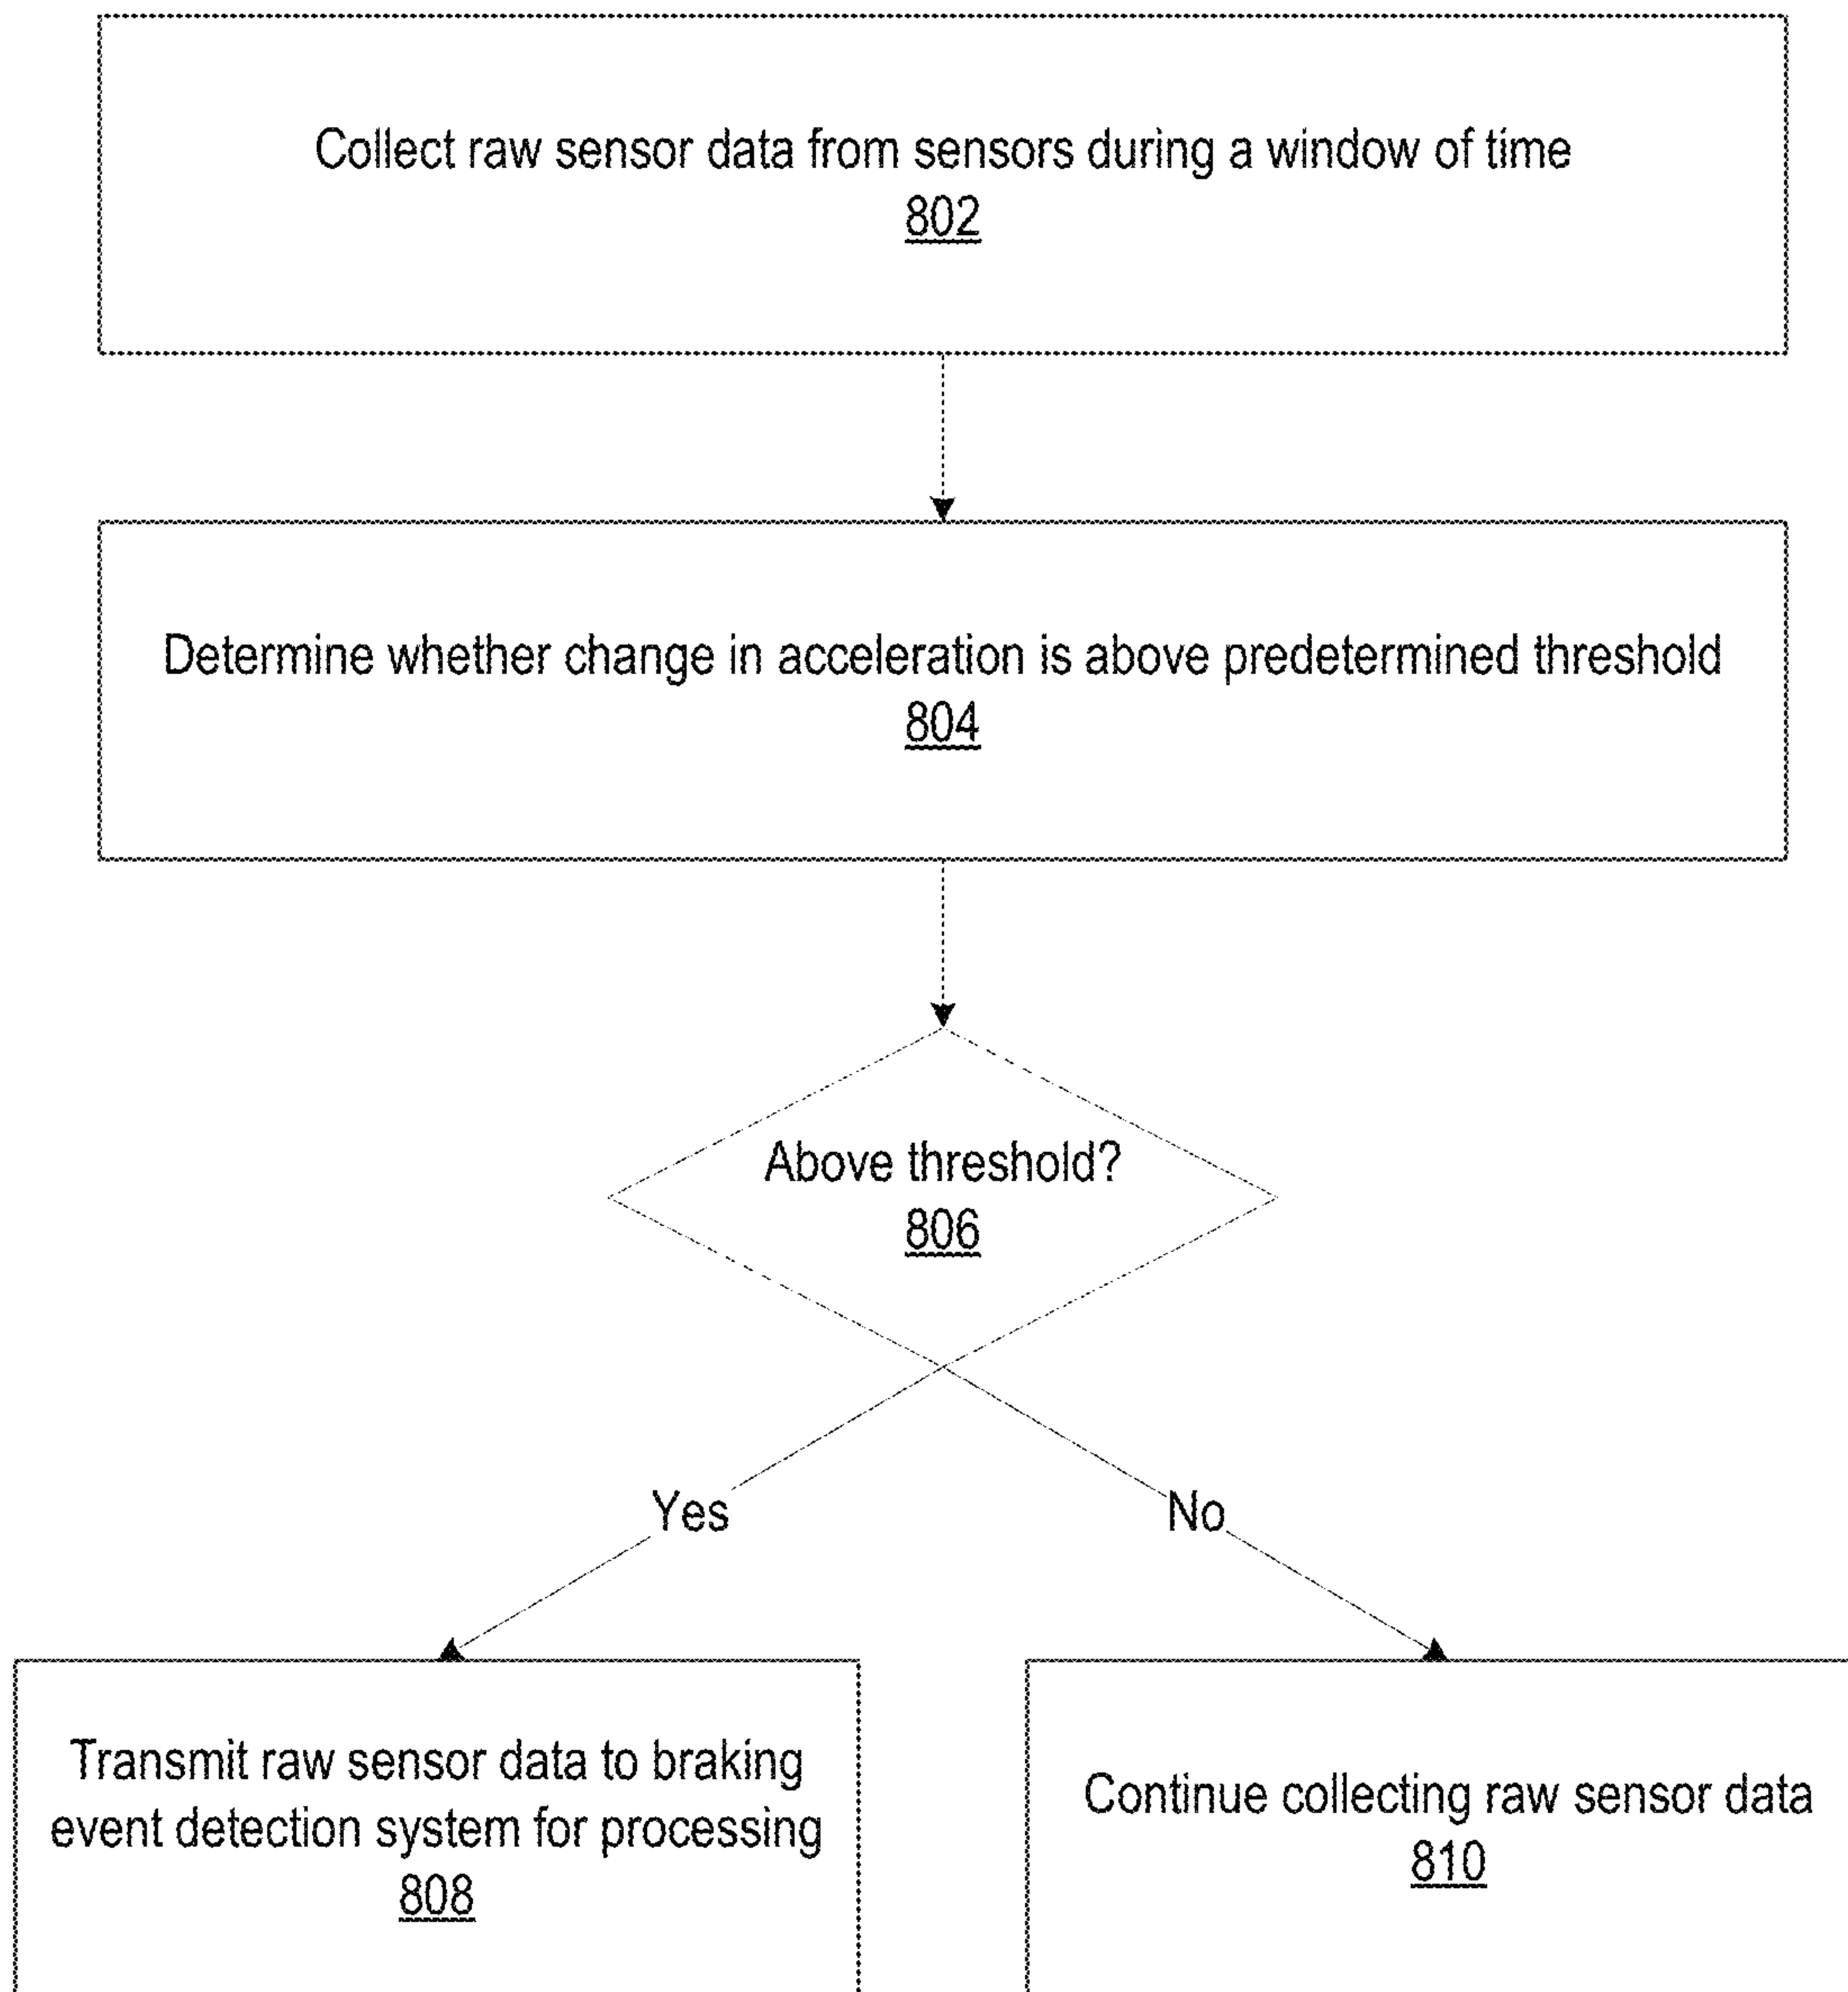 Collect raw sensor data from sensors during a window of time
802
Determine whether change in acceleration is above predetermined threshold
804
Above threshold?
806
Yes
No
Transmit raw sensor data to braking
event detection system for processing
808
Continue collecting raw sensor data
810